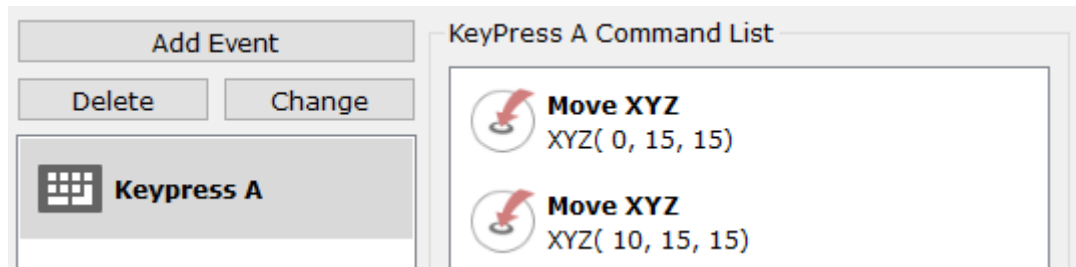 Add Event
Delete
Change
Keypress A
KeyPress A Command List
Move XYZ
XYZ( 0, 15, 15)
Move XYZ
XYZ( 10, 15, 15)